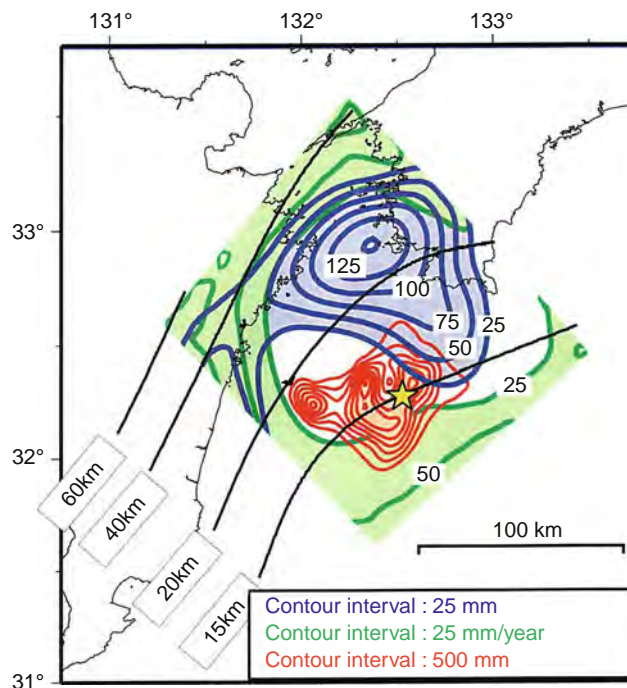 131° 132° 133°
33°
32°
31°
125
100
75
25
50
25
50
60km
40km
20km
15km
100 km
Contour interval : 25 mm
Contour interval : 25 mm/year
Contour interval : 500 mm